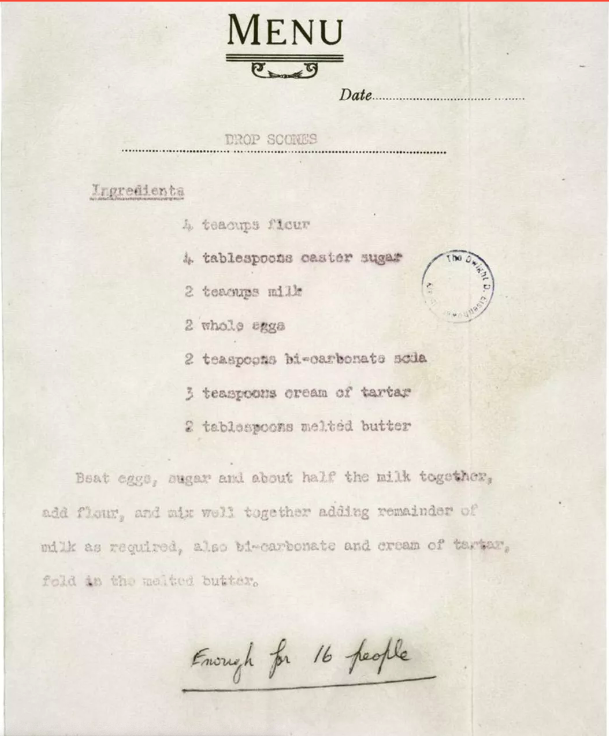 MENU
Date
DROP SCONES
Ingredients
4 teacups flour
4 tablespoons caster sugar
2 teacups milk
2 whole eggs
2 teaspoons bi-carbonate soda
3 teaspoons cream of tartar
2 tablespoons melted butter
The Dwight D. Eisenhower
Beat eggs, sugar and about half the milk together,
add flour, and mix well together adding remainder of
milk as required, also bi-carbonate and cream of tartar,
fold in the melted butter.
Enough for 16 people